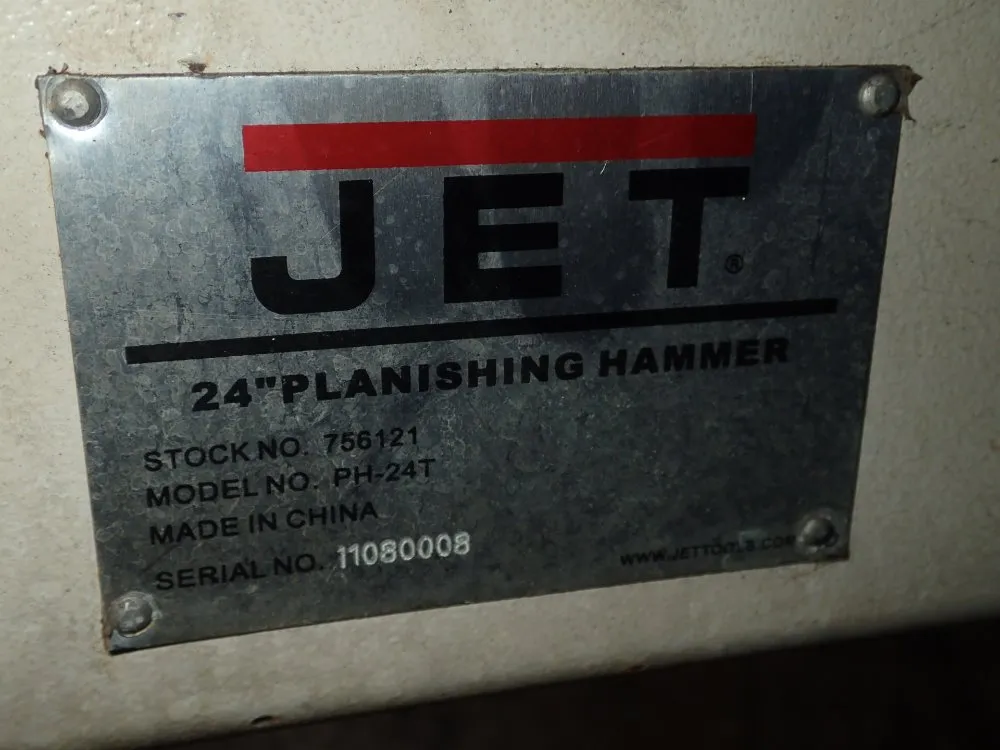 JET®
24"PLANISHING HAMMER
STOCK NO. 756121
MODEL NO. PH-24T
MADE IN CHINA
SERIAL NO. 11080008
WWW.JETTOOLS.COM